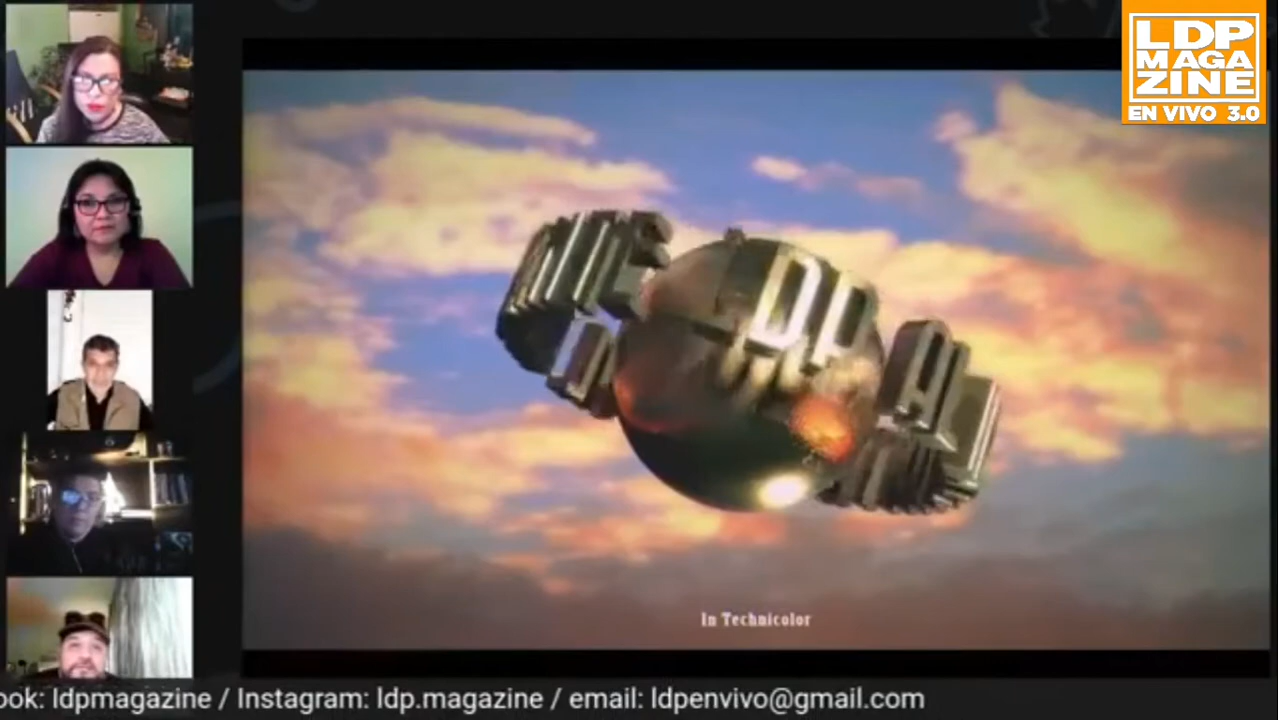 LDP
MAGA
ZINE
EN VIVO 3.0
In Technicolor
ook: ldpmagazine / Instagram: ldp.magazine / email: ldpenvivo@gmail.com